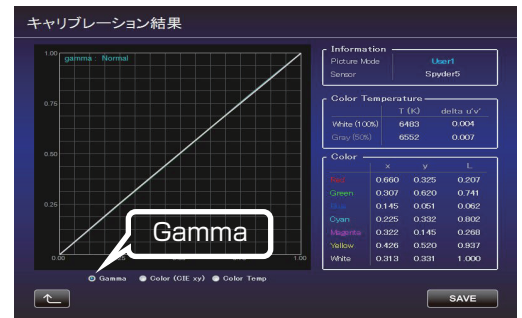 キャリブレーション結果
1.00
gamma : Normal
0.75
0.50
0.25
0.00
0.75
1.00
Gamma
Gamma Color (CIE xy) Color Temp
Information
Picture Mode User1
Sensor Spyder5
Color Temperature
T (K) delta u'v'
White (100%) 6483 0.004
Gray (50%) 6552 0.007
Color
x y L
Red 0.660 0.325 0.207
Green 0.307 0.620 0.741
Blue 0.145 0.051 0.062
Cyan 0.225 0.332 0.802
Magenta 0.322 0.145 0.268
Yellow 0.426 0.520 0.937
White 0.313 0.331 1.000
SAVE